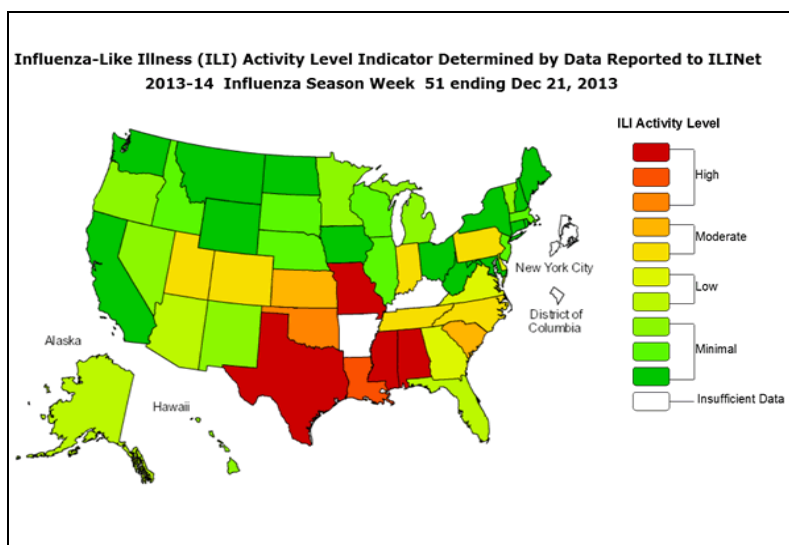 Influenza-Like Illness (ILI) Activity Level Indicator Determined by Data Reported to ILINet
2013-14 Influenza Season Week 51 ending Dec 21, 2013
ILI Activity Level
High
Moderate
New York City
Low
District of
Columbia
Alaska
Minimal
Hawaii
Insufficient Data